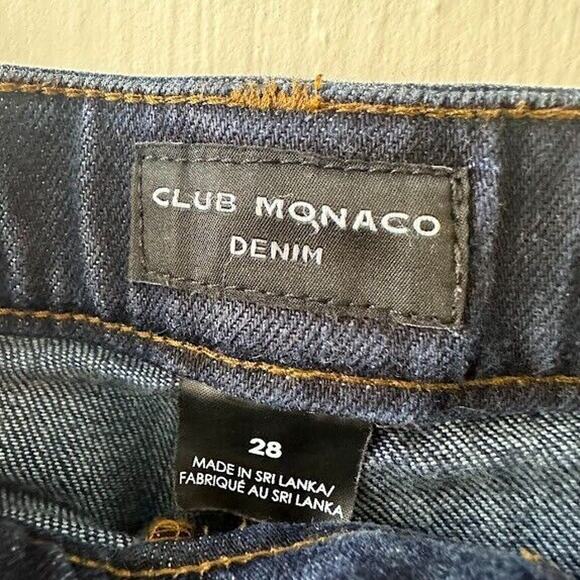 CLUB MONACO
DENIM
28
MADE IN SRI LANKA/
FABRIQUÉ AU SRI LANKA